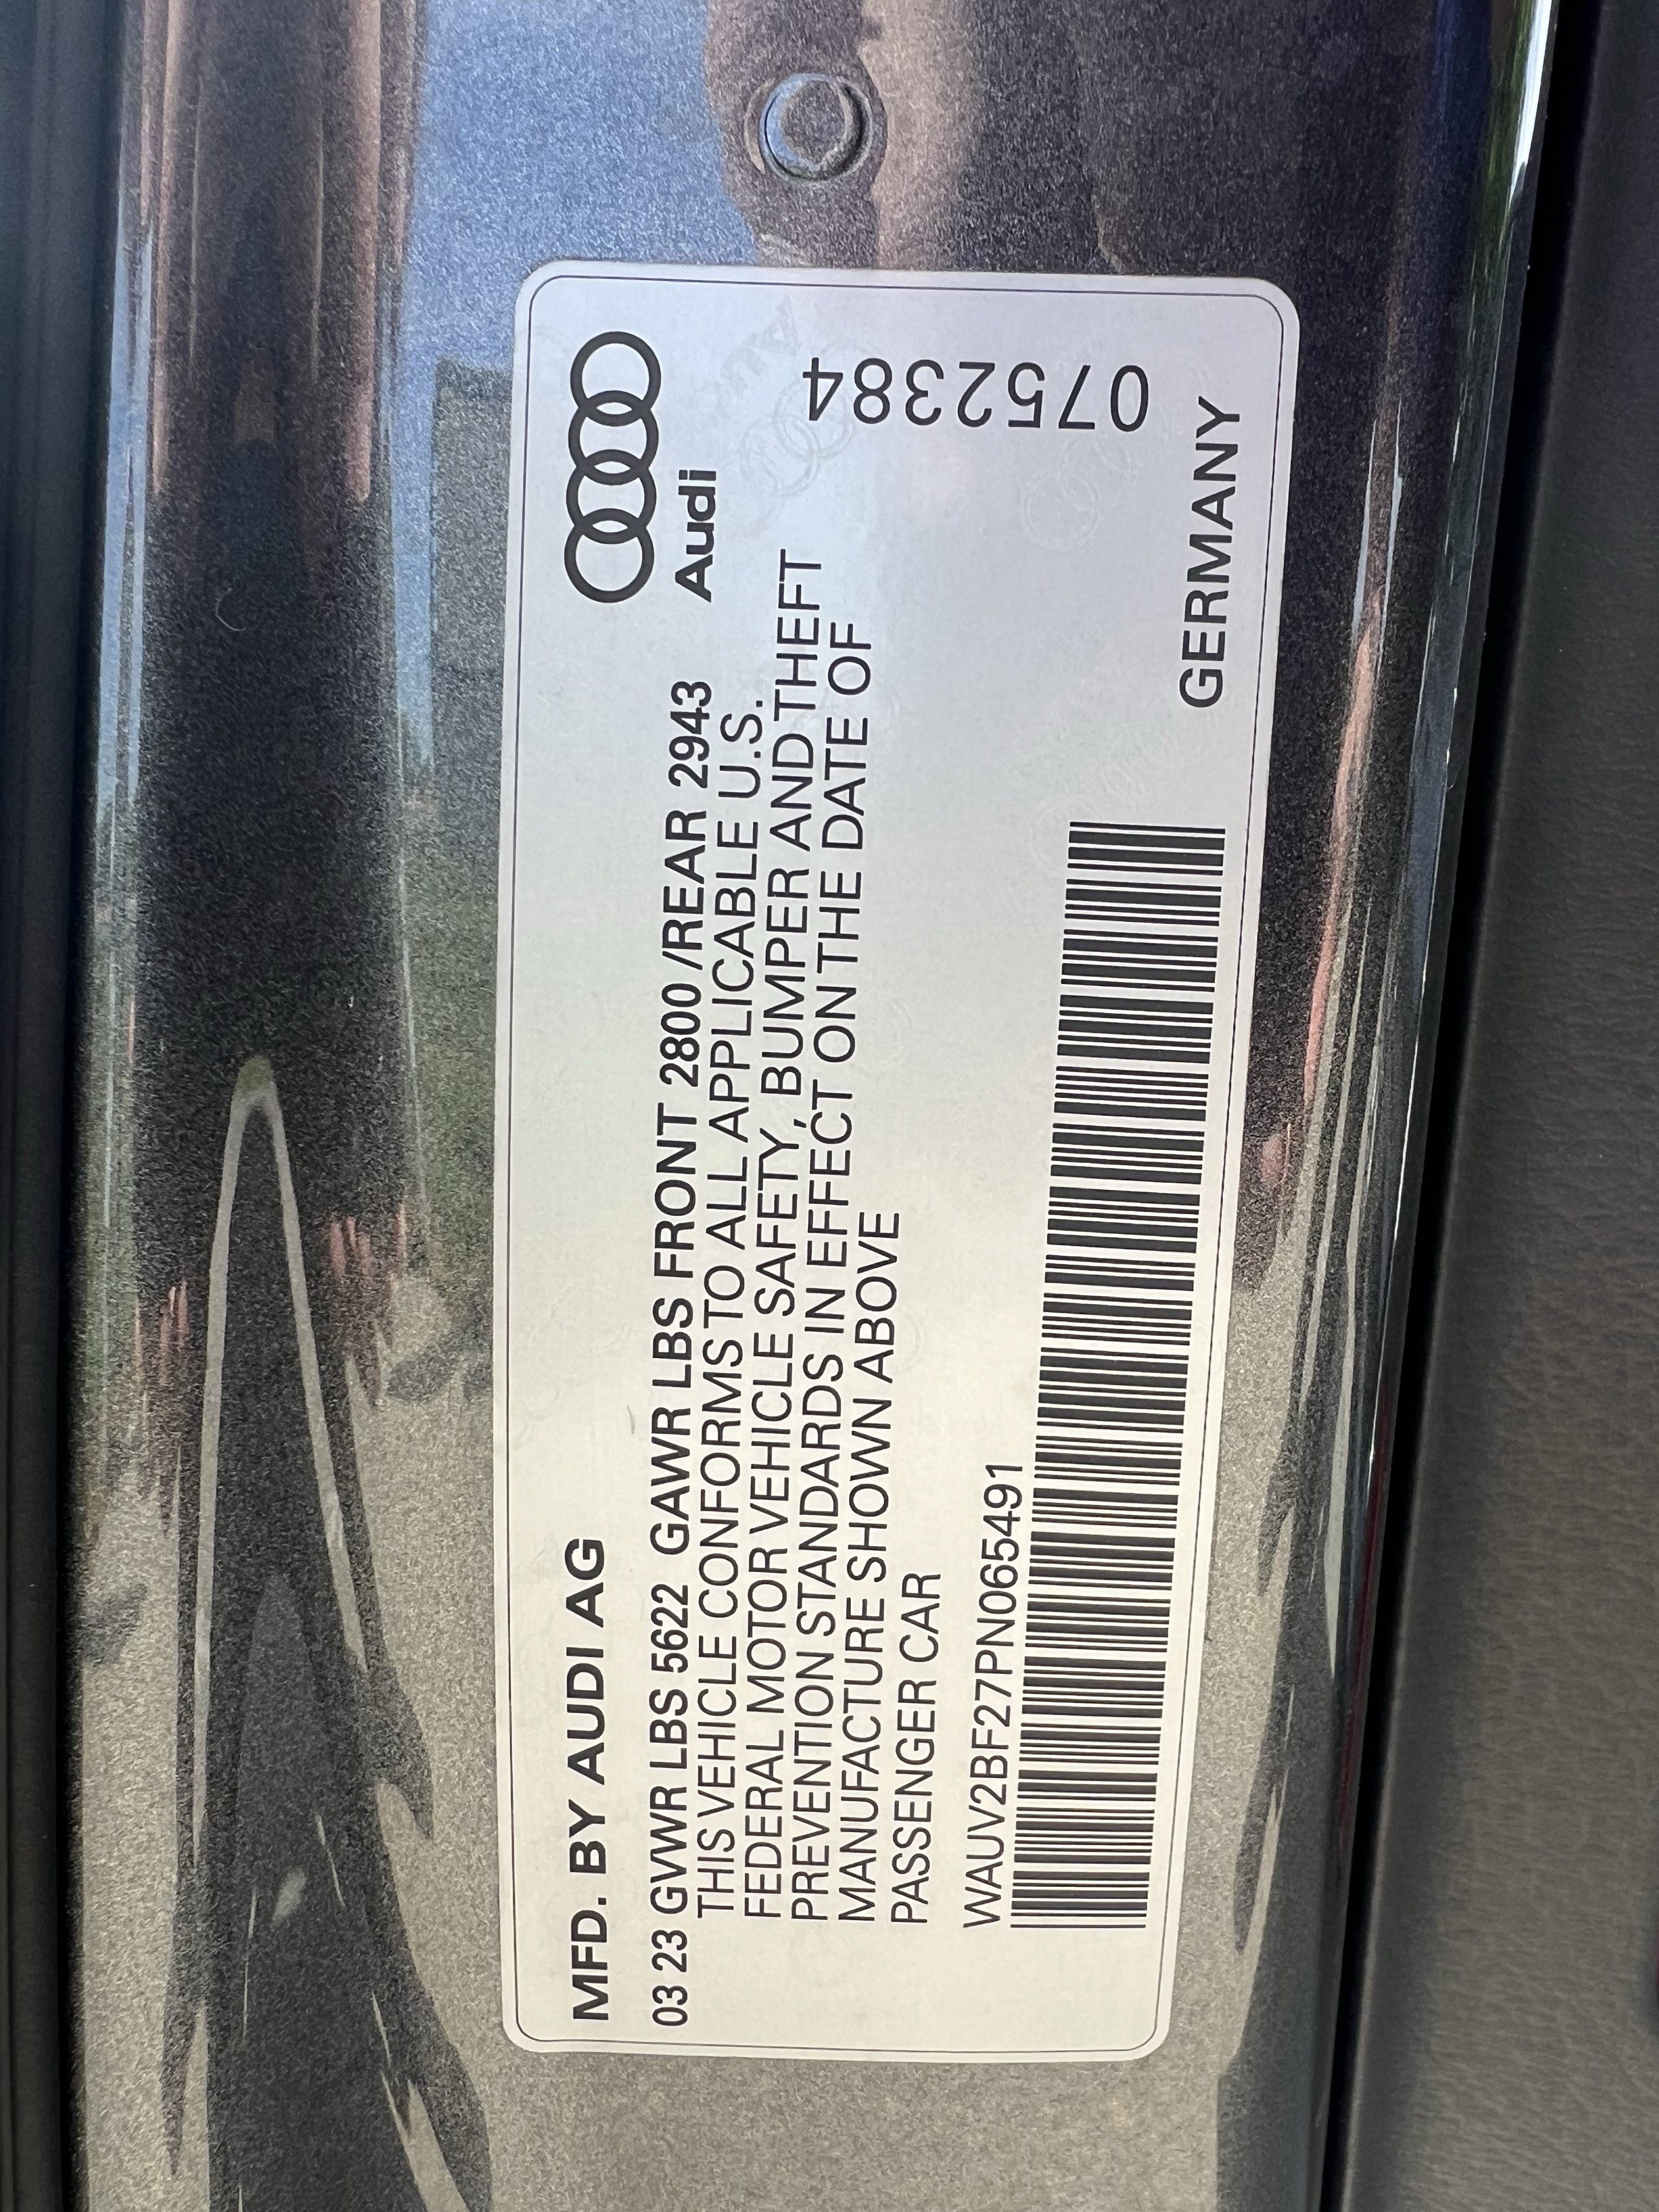 MFD. BY AUDI AG
Audi
03 23 GVWR LBS 5622 GAWR LBS FRONT 2800 /REAR 2943
THIS VEHICLE CONFORMS TO ALL APPLICABLE U.S.
FEDERAL MOTOR VEHICLE SAFETY, BUMPER AND THEFT
PREVENTION STANDARDS IN EFFECT ON THE DATE OF
MANUFACTURE SHOWN ABOVE
PASSENGER CAR
WAUV2BF27PN065491
0752384
GERMANY